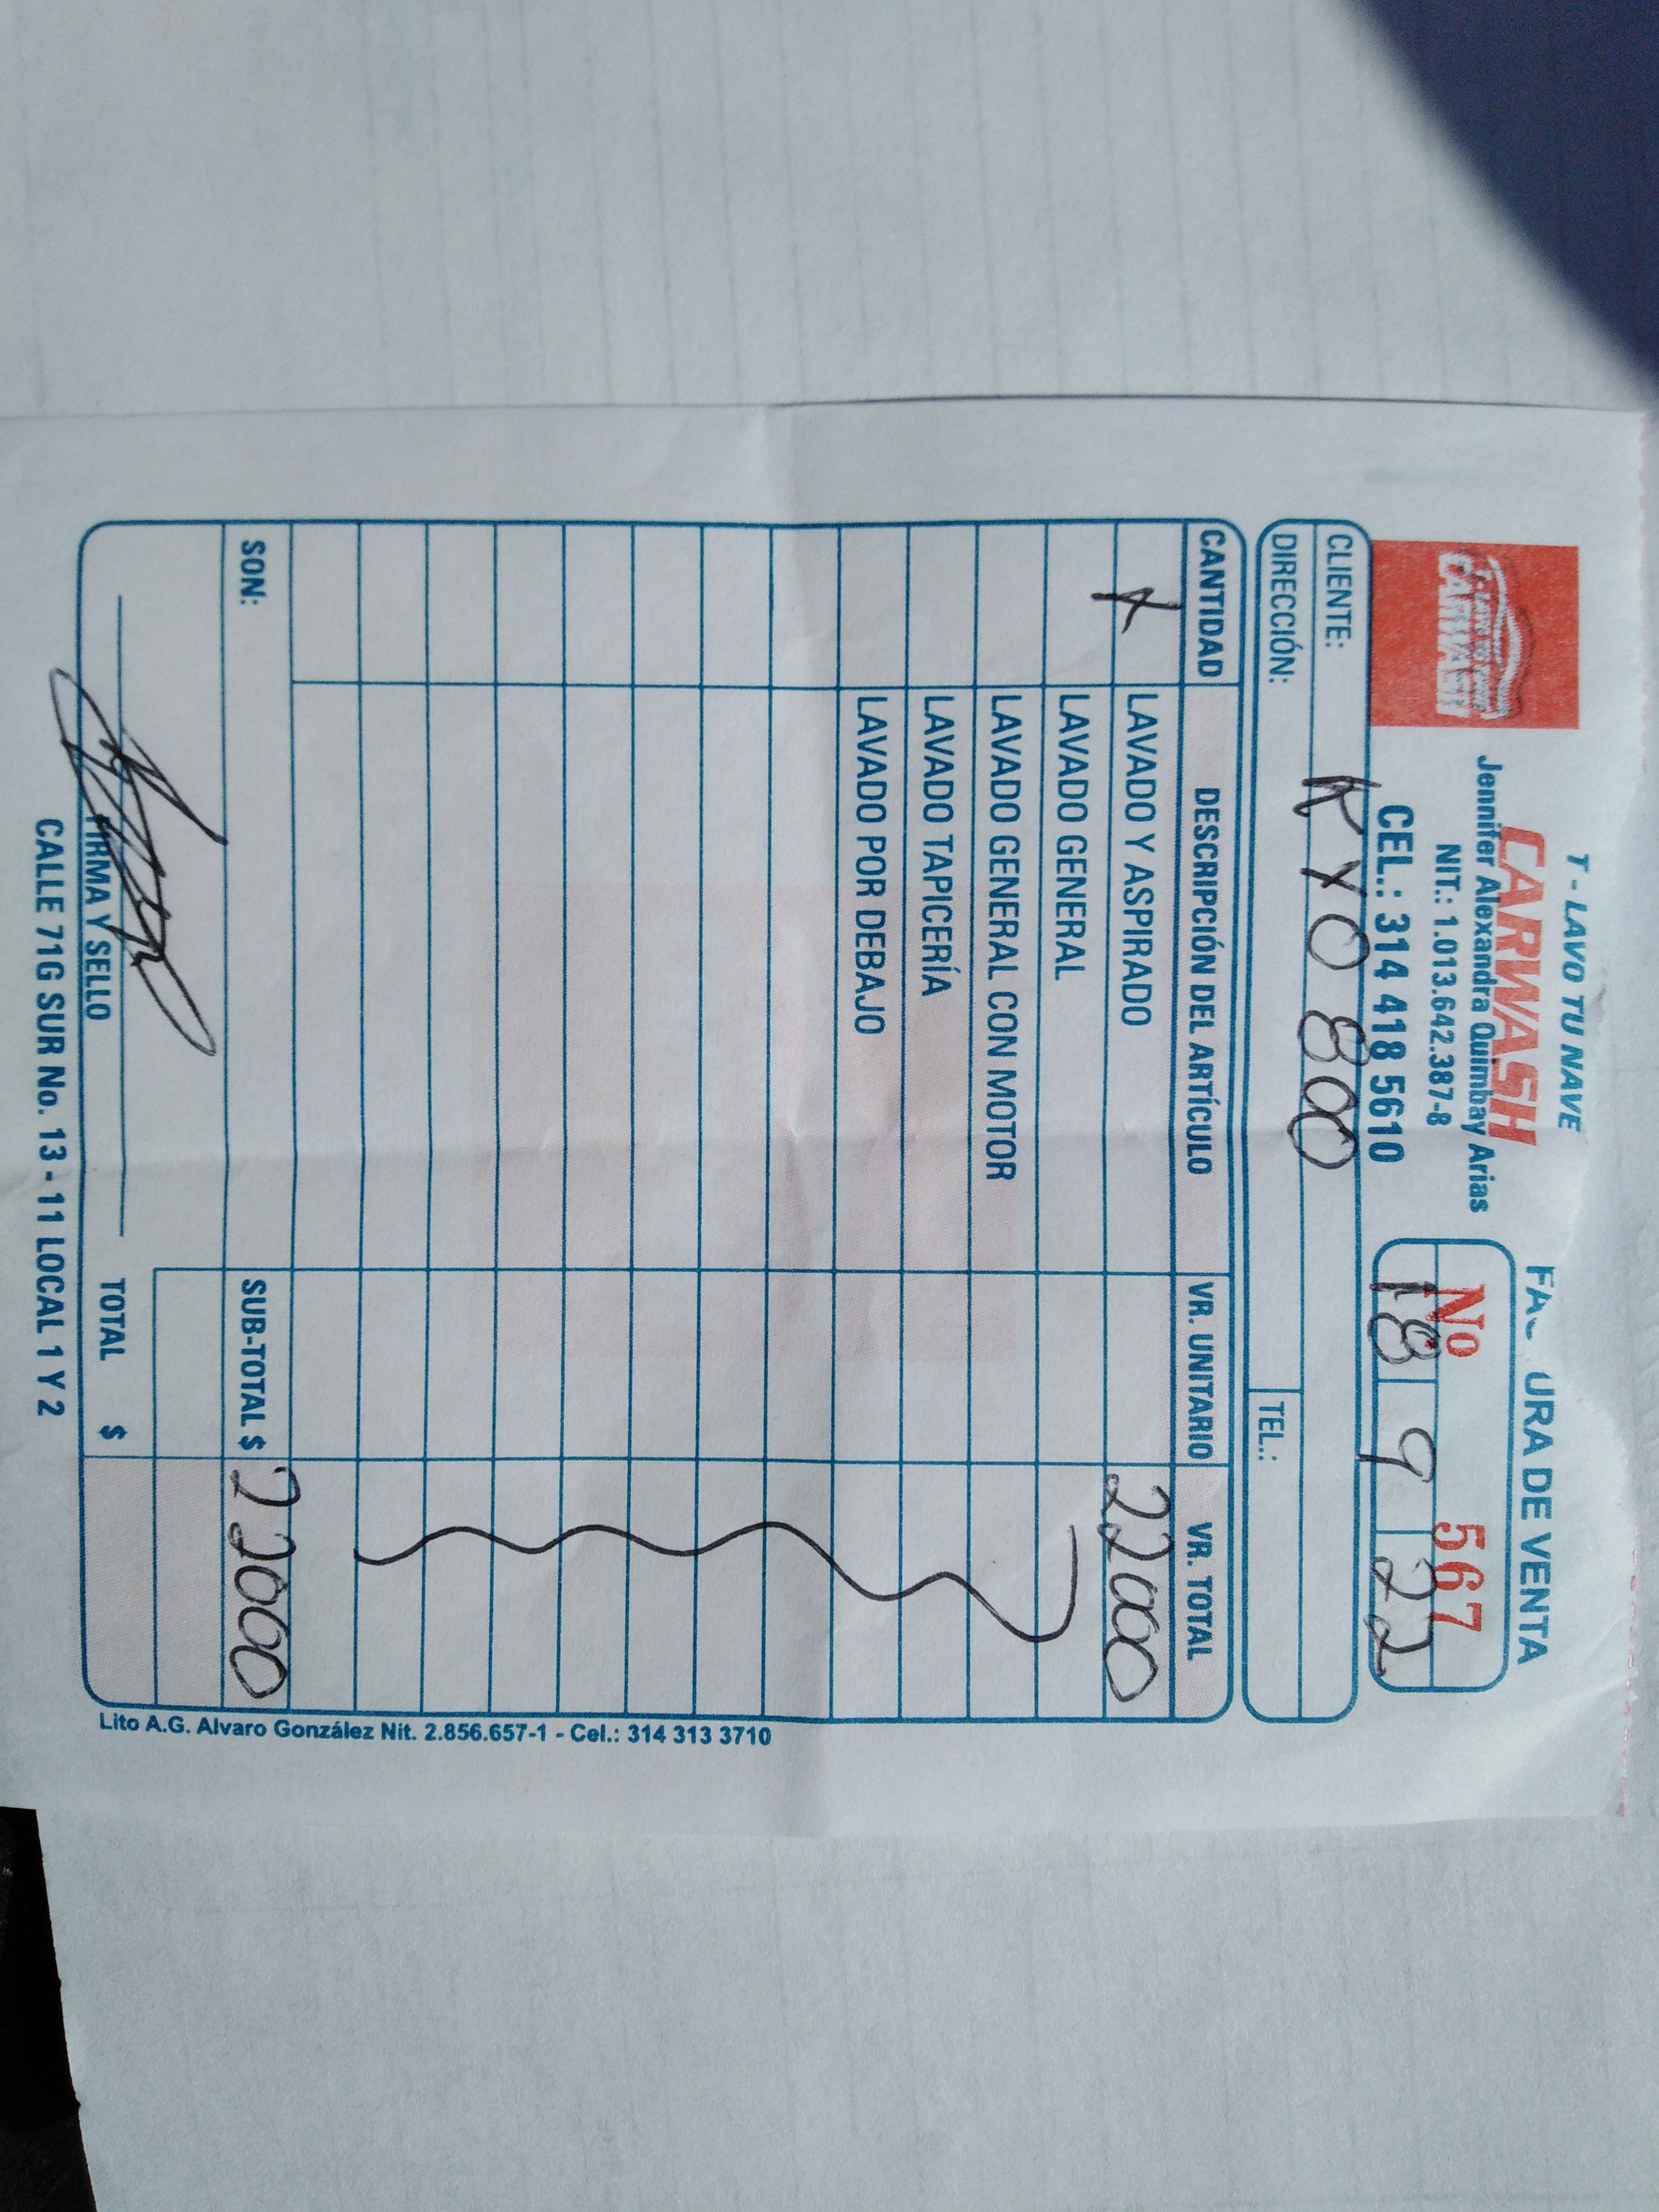 T - LAVO TU NAVE
CARWASH
CARWASH
Jennifer Alexandra Quimbay Arias
NIT.: 1.013.642.387-8
CEL.: 314 418 5610
FAC URA DE VENTA
No 567
18 9 22
CLIENTE: KYO 800
DIRECCIÓN: TEL.:
CANTIDAD DESCRIPCIÓN DEL ARTÍCULO VR. UNITARIO VR. TOTAL
X LAVADO Y ASPIRADO 22000
LAVADO GENERAL
LAVADO GENERAL CON MOTOR
LAVADO TAPICERÍA
LAVADO POR DEBAJO
SON: SUB-TOTAL $ 22000
FIRMA Y SELLO TOTAL $
CALLE 71G SUR No. 13 - 11 LOCAL 1 Y 2
Lito A.G. Alvaro González Nit. 2.856.657-1 - Cel.: 314 313 3710